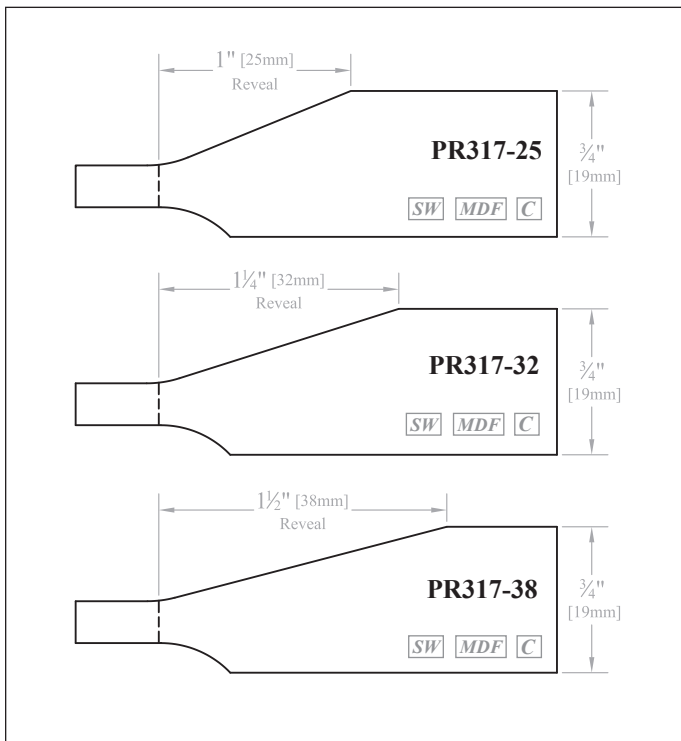 1" [25mm]
Reveal
PR317-25
¾"
[19mm]
SW MDF C
1¼" [32mm]
Reveal
PR317-32
¾"
[19mm]
SW MDF C
1½" [38mm]
Reveal
PR317-38
¾"
[19mm]
SW MDF C